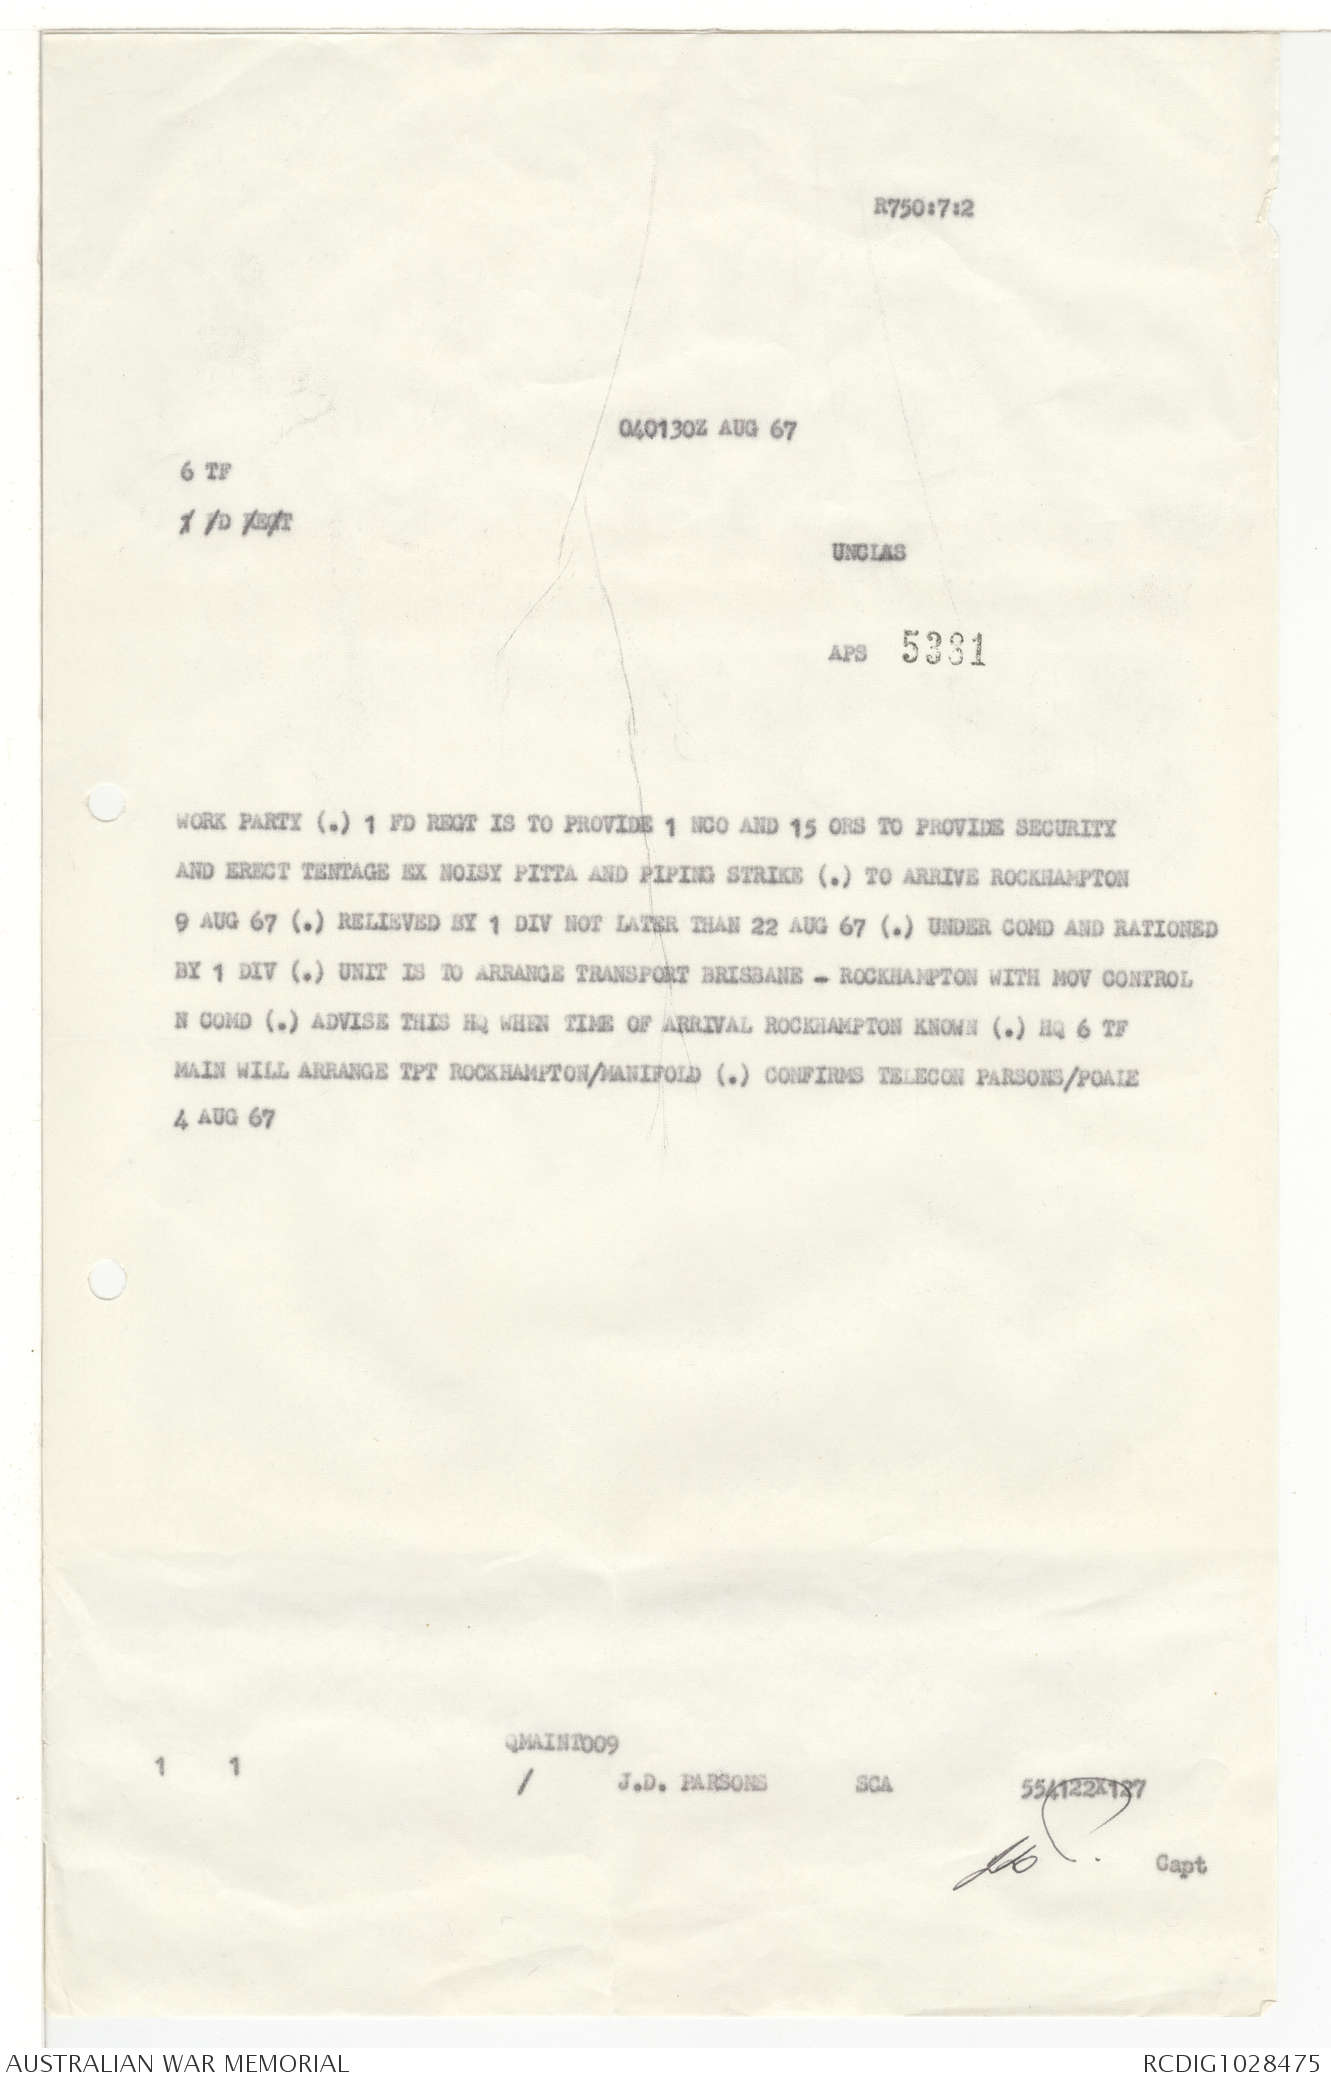 R750:7:2
040130Z AUG 67
6 TF
1 FD REGT
UNCLAS
APS 5381
WORK PARTY (.) 1 FD REGT IS TO PROVIDE 1 NCO AND 15 ORS TO PROVIDE SECURITY
AND ERECT TENTAGE EX NOISY PITTA AND PIPING STRIKE (.) TO ARRIVE ROCKHAMPTON
9 AUG 67 (.) RELIEVED BY 1 DIV NOT LATER THAN 22 AUG 67 (.) UNDER COMD AND RATIONED
BY 1 DIV (.) UNIT IS TO ARRANGE TRANSPORT BRISBANE - ROCKHAMPTON WITH MOV CONTROL
N COMD (.) ADVISE THIS HQ WHEN TIME OF ARRIVAL ROCKHAMPTON KNOWN (.) HQ 6 TF
MAIN WILL ARRANGE TPT ROCKHAMPTON/MANIFOLD (.) CONFIRMS TELECON PARSONS/POALE
4 AUG 67
QMAINT009
1 1 / J.D. PARSONS SCA 554122X127
Capt
AUSTRALIAN WAR MEMORIAL RCDIG1028475